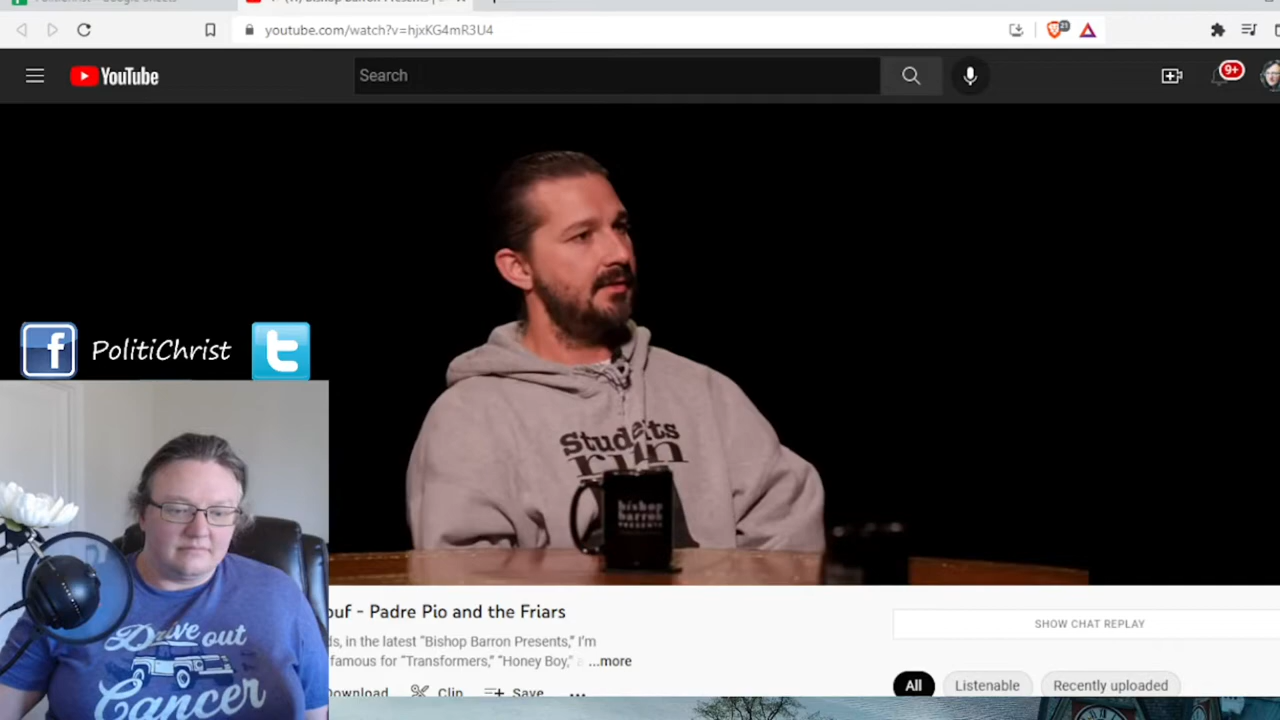 youtube.com/watch?v=hjxKG4mR3U4
YouTube
Search
9+
f PolitiChrist t
Students
run
bishop
barron
PRESENTS
ouf - Padre Pio and the Friars
ds, in the latest “Bishop Barron Presents,” I’m
famous for “Transformers,” “Honey Boy,” ...more
Download Clip Save ...
SHOW CHAT REPLAY
All Listenable Recently uploaded
Drive out
Cancer